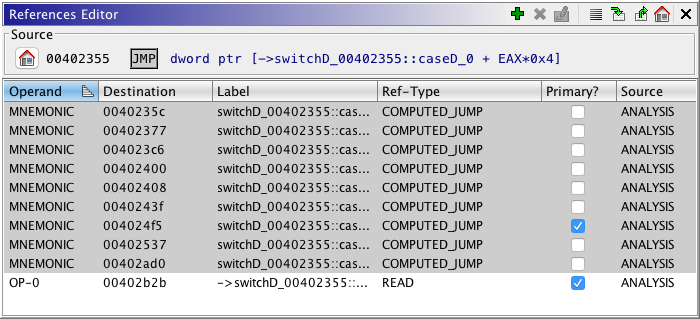 References Editor
Source
00402355 JMP dword ptr [->switchD_00402355::caseD_0 + EAX*0x4]
Operand Destination Label Ref-Type Primary? Source
MNEMONIC 0040235c switchD_00402355::cas... COMPUTED_JUMP ANALYSIS
MNEMONIC 00402377 switchD_00402355::cas... COMPUTED_JUMP ANALYSIS
MNEMONIC 004023c6 switchD_00402355::cas... COMPUTED_JUMP ANALYSIS
MNEMONIC 00402400 switchD_00402355::cas... COMPUTED_JUMP ANALYSIS
MNEMONIC 00402408 switchD_00402355::cas... COMPUTED_JUMP ANALYSIS
MNEMONIC 0040243f switchD_00402355::cas... COMPUTED_JUMP ANALYSIS
MNEMONIC 004024f5 switchD_00402355::cas... COMPUTED_JUMP ANALYSIS
MNEMONIC 00402537 switchD_00402355::cas... COMPUTED_JUMP ANALYSIS
MNEMONIC 00402ad0 switchD_00402355::cas... COMPUTED_JUMP ANALYSIS
OP-0 00402b2b ->switchD_00402355::... READ ANALYSIS